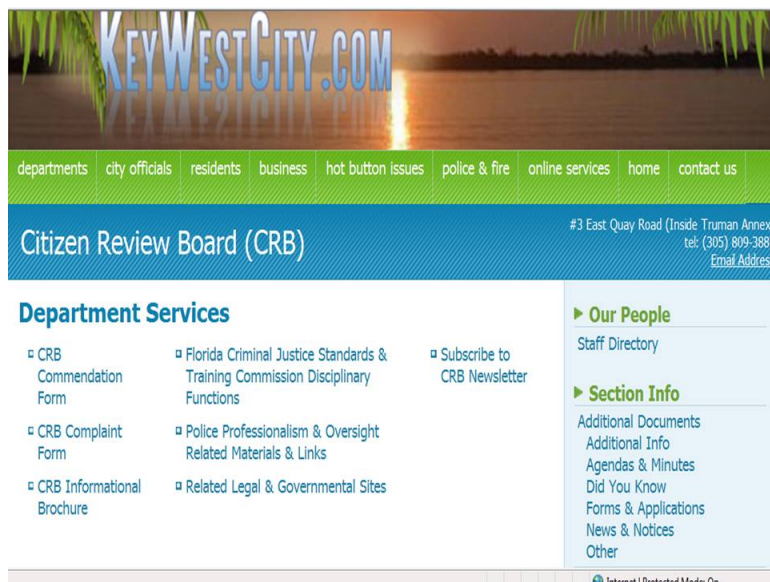 KEYWESTCITY.COM
departments city officials residents business hot button issues police & fire online services home contact us
Citizen Review Board (CRB)
#3 East Quay Road (Inside Truman Annex
tel: (305) 809-388
Email Addres
Department Services
CRB
Commendation
Form
CRB Complaint
Form
CRB Informational
Brochure
Florida Criminal Justice Standards &
Training Commission Disciplinary
Functions
Police Professionalism & Oversight
Related Materials & Links
Related Legal & Governmental Sites
Subscribe to
CRB Newsletter
Our People
Staff Directory
Section Info
Additional Documents
Additional Info
Agendas & Minutes
Did You Know
Forms & Applications
News & Notices
Other
Internet | Protected Mode: On